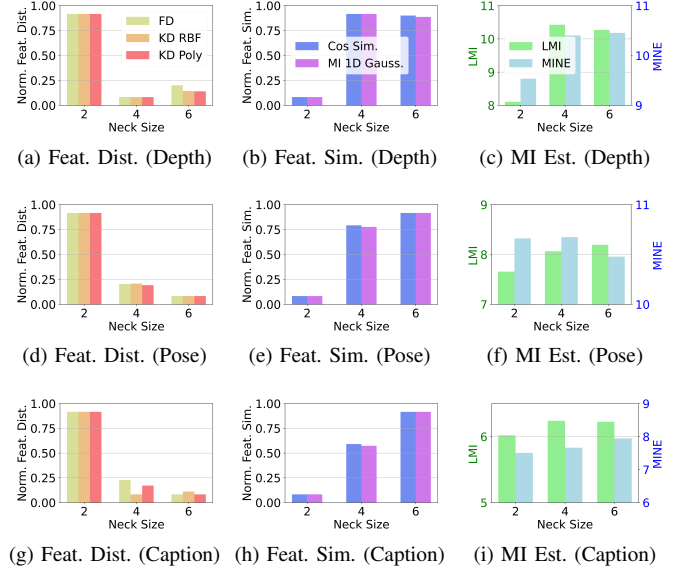 1.00
0.75
0.50
0.25
0.00
Norm. Feat. Dist.
FD
KD RBF
KD Poly
2 4 6
Neck Size
(a) Feat. Dist. (Depth)
1.00
0.75
0.50
0.25
0.00
Norm. Feat. Sim.
Cos Sim.
MI 1D Gauss.
2 4 6
Neck Size
(b) Feat. Sim. (Depth)
11
10
9
8
LMI
LMI
MINE
11
10
9
MINE
2 4 6
Neck Size
(c) MI Est. (Depth)
1.00
0.75
0.50
0.25
0.00
Norm. Feat. Dist.
2 4 6
Neck Size
(d) Feat. Dist. (Pose)
1.00
0.75
0.50
0.25
0.00
Norm. Feat. Sim.
2 4 6
Neck Size
(e) Feat. Sim. (Pose)
9
8
7
LMI
11
10
MINE
2 4 6
Neck Size
(f) MI Est. (Pose)
1.00
0.75
0.50
0.25
0.00
Norm. Feat. Dist.
2 4 6
Neck Size
(g) Feat. Dist. (Caption)
1.00
0.75
0.50
0.25
0.00
Norm. Feat. Sim.
2 4 6
Neck Size
(h) Feat. Sim. (Caption)
6
5
LMI
9
8
7
6
MINE
2 4 6
Neck Size
(i) MI Est. (Caption)